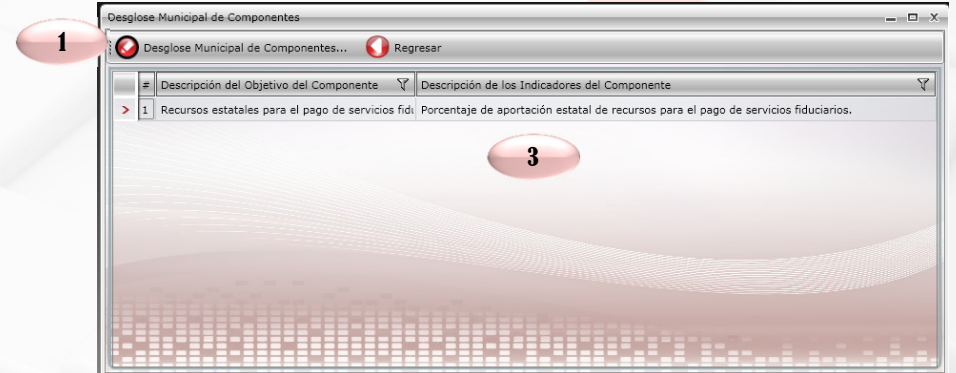 Desglose Municipal de Componentes
1
Desglose Municipal de Componentes... Regresar
# Descripción del Objetivo del Componente Descripción de los Indicadores del Componente
> 1 Recursos estatales para el pago de servicios Porcentaje de aportación estatal de recursos para el pago de servicios fiduciarios.
3